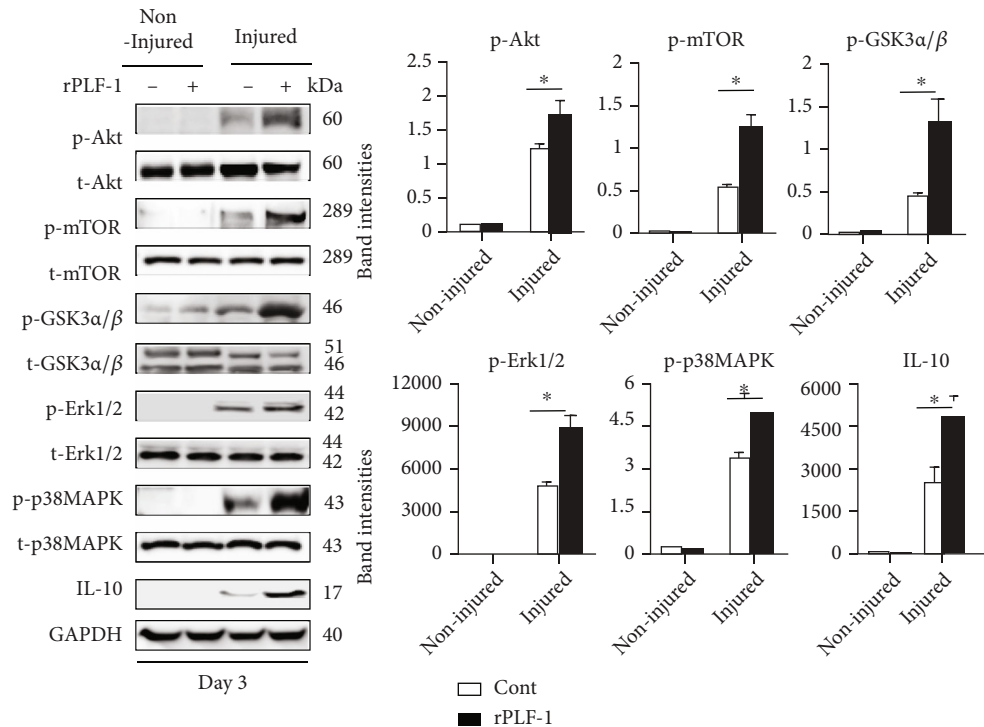 Non
-Injured
Injured
rPLF-1 – + – + kDa
p-Akt 60
t-Akt 60
p-mTOR 289
t-mTOR 289
p-GSK3α/β 46
t-GSK3α/β 51
46
p-Erk1/2 44
42
t-Erk1/2 44
42
p-p38MAPK 43
t-p38MAPK 43
IL-10 17
GAPDH 40
Day 3
Band intensities
p-Akt
2.5
2
1.5
1
0.5
0
*
Non-injured
Injured
p-mTOR
2
1.5
1
0.5
0
*
Non-injured
Injured
p-GSK3α/β
2
1.5
1
0.5
0
*
Non-injured
Injured
Band intensities
p-Erk1/2
12000
9000
6000
3000
0
*
Non-injured
Injured
p-p38MAPK
6
4.5
3
1.5
0
*
Non-injured
Injured
IL-10
6000
4500
3000
1500
0
*
Non-injured
Injured
Cont
rPLF-1